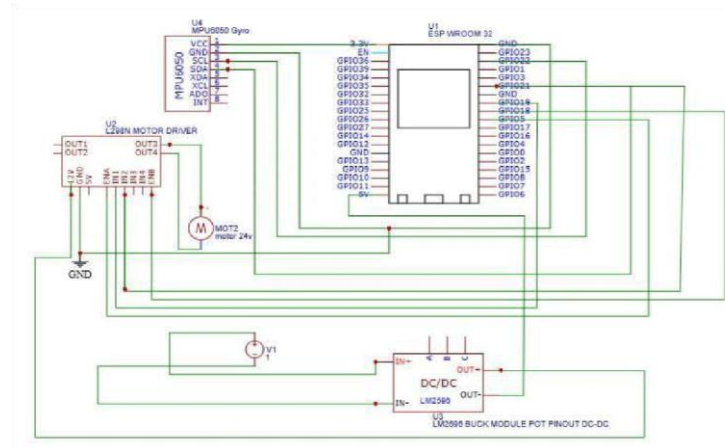 U4
MPU6050 Gyro
MPU6050
VCC 1
GND 2
SCL 3
SDA 4
XDA 5
XCL 6
ADO 7
INT 8
U1
ESP WROOM 32
3.3V
EN
GPIO36
GPIO39
GPIO34
GPIO35
GPIO32
GPIO33
GPIO25
GPIO26
GPIO27
GPIO14
GPIO12
GND
GPIO13
GPIO9
GPIO10
GPIO11
5V
GND
GPIO23
GPIO22
GPIO1
GPIO3
GPIO21
GND
GPIO19
GPIO18
GPIO5
GPIO17
GPIO16
GPIO4
GPIO0
GPIO2
GPIO15
GPIO8
GPIO7
GPIO6
U2
L298N MOTOR DRIVER
OUT1
OUT2
OUT3
OUT4
12V
GND
5V
ENA
IN1
IN2
IN3
IN4
ENB
M
MOT2
motor 24v
GND
V1
1
A
B
C
IN+
IN-
DC/DC
LM2596
OUT-
U3
LM2596 BUCK MODULE POT PINOUT DC-DC